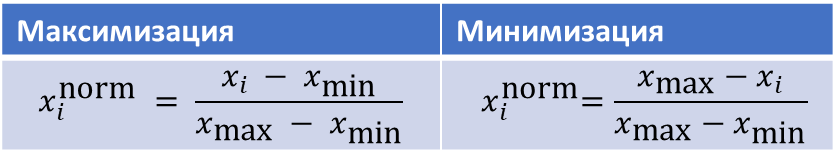 Максимизация Минимизация
x_i^norm = (x_i − x_min) / (x_max − x_min) x_i^norm = (x_max − x_i) / (x_max − x_min)